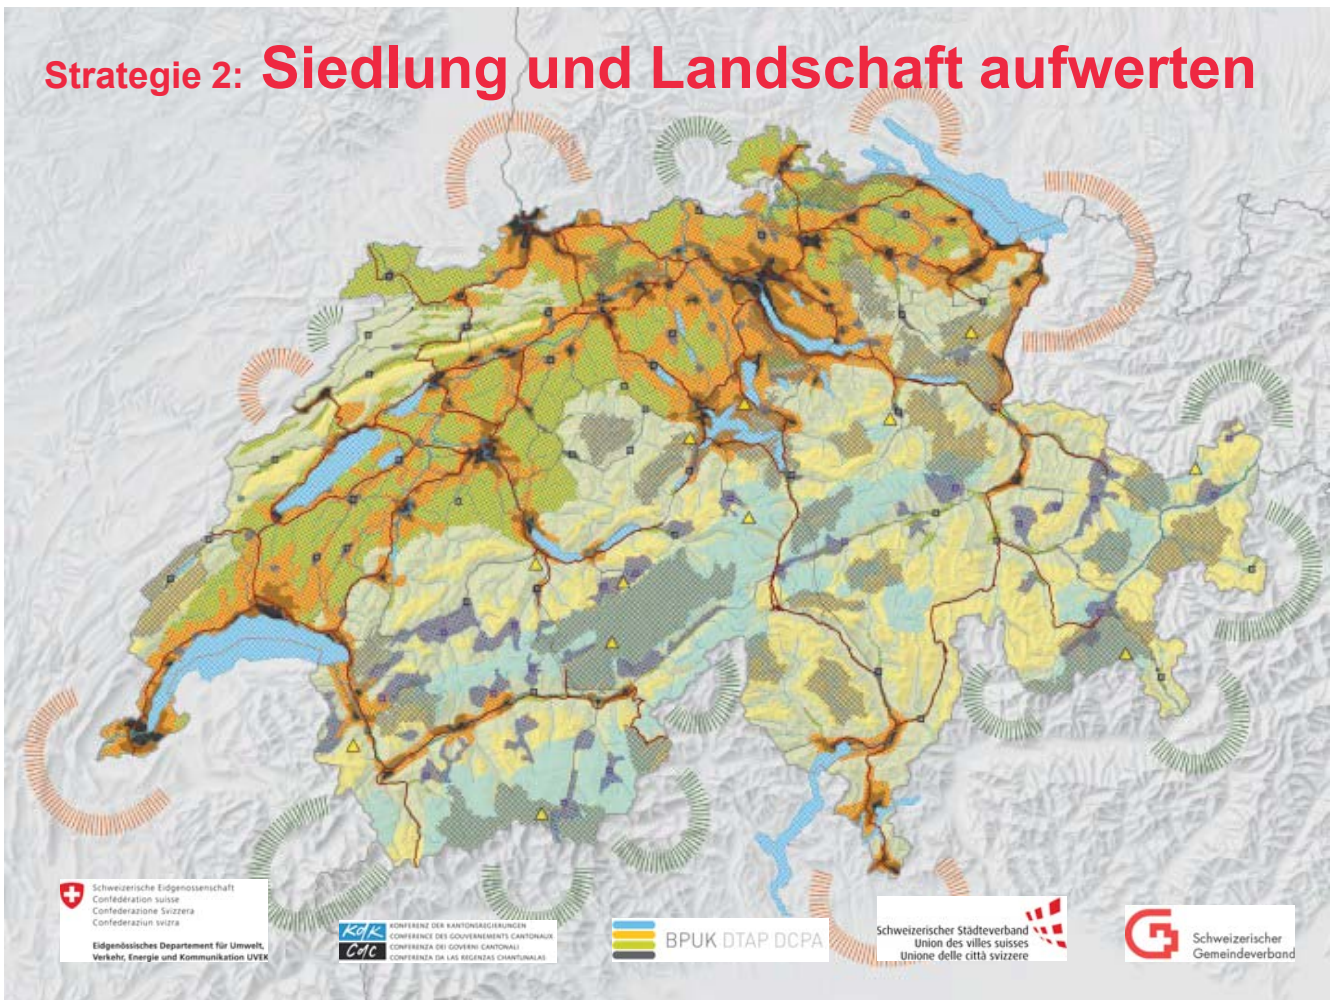 Strategie 2: Siedlung und Landschaft aufwerten
Schweizerische Eidgenossenschaft
Confédération suisse
Confederazione Svizzera
Confederaziun svizra
Eidgenössisches Departement für Umwelt,
Verkehr, Energie und Kommunikation UVEK
KdK
CdC
KONFERENZ DER KANTONSREGIERUNGEN
CONFERENCE DES GOUVERNEMENTS CANTONAUX
CONFERENZA DEI GOVERNI CANTONALI
CONFERENZA DA LAS REGENZAS CHANTUNALAS
BPUK DTAP DCPA
Schweizerischer Städteverband
Union des villes suisses
Unione delle città svizzere
Schweizerischer
Gemeindeverband